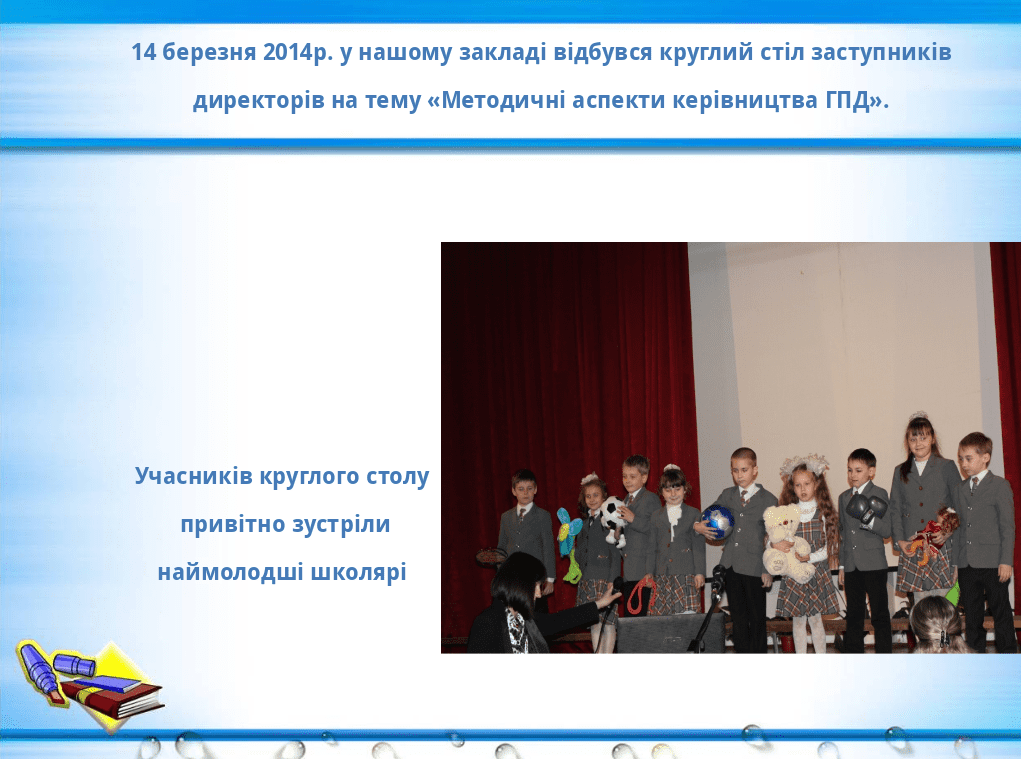 14 березня 2014р. у нашому закладі відбувся круглий стіл заступників
директорів на тему «Методичні аспекти керівництва ГПД».
Учасників круглого столу
привітно зустріли
наймолодші школярі